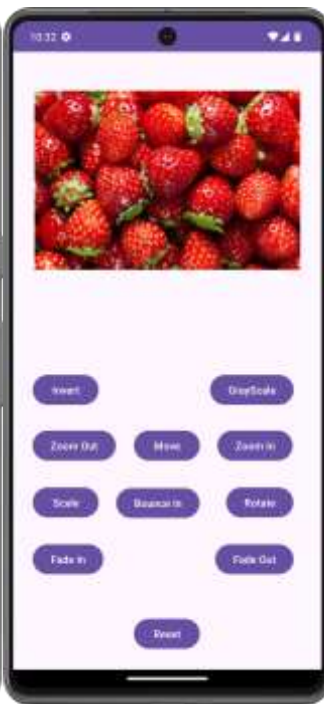 10:32
Invert GrayScale
Zoom Out Move Zoom In
Scale Bounce In Rotate
Fade In Fade Out
Reset